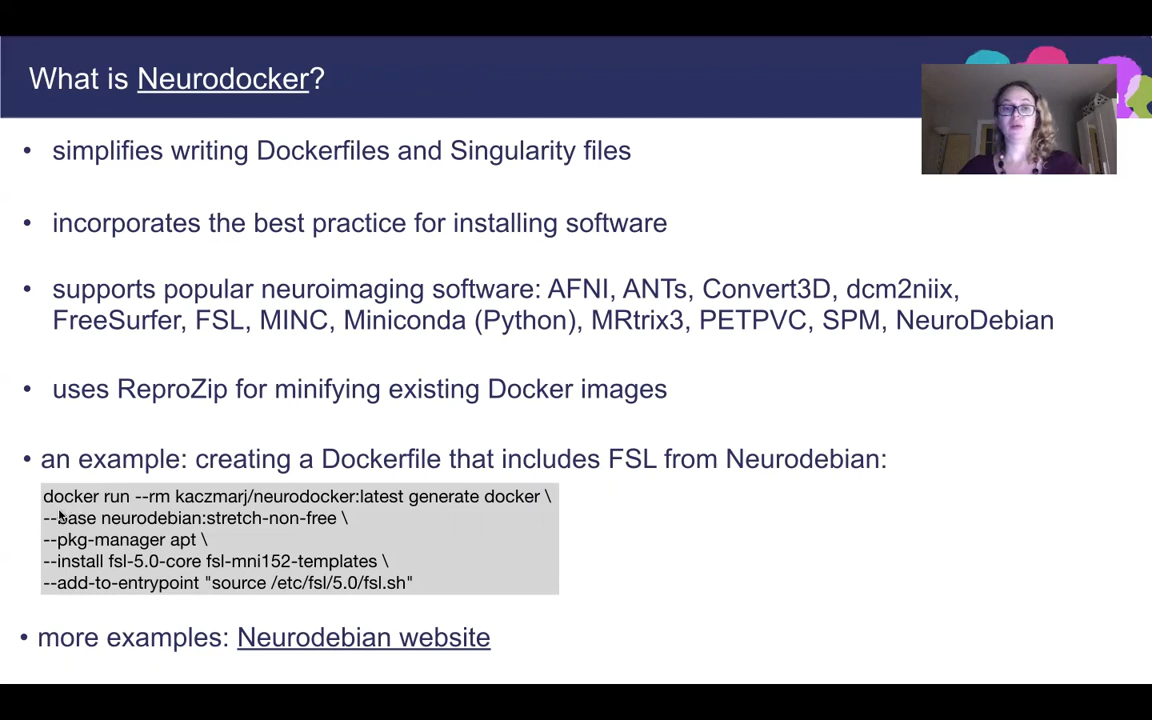 What is Neurodocker?
• simplifies writing Dockerfiles and Singularity files
• incorporates the best practice for installing software
• supports popular neuroimaging software: AFNI, ANTs, Convert3D, dcm2niix,
FreeSurfer, FSL, MINC, Miniconda (Python), MRtrix3, PETPVC, SPM, NeuroDebian
• uses ReproZip for minifying existing Docker images
• an example: creating a Dockerfile that includes FSL from Neurodebian:
docker run --rm kaczmarj/neurodocker:latest generate docker \
--base neurodebian:stretch-non-free \
--pkg-manager apt \
--install fsl-5.0-core fsl-mni152-templates \
--add-to-entrypoint "source /etc/fsl/5.0/fsl.sh"
• more examples: Neurodebian website